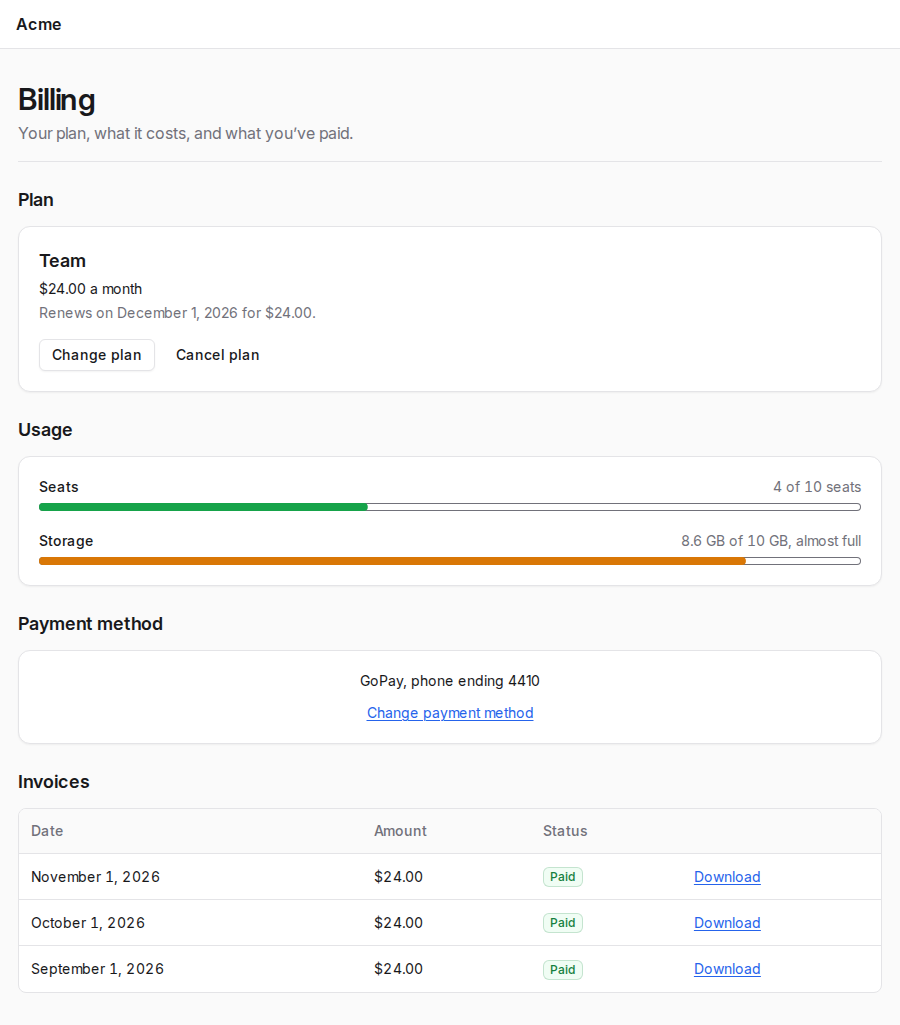 Acme
Billing
Your plan, what it costs, and what you’ve paid.
Plan
Team
$24.00 a month
Renews on December 1, 2026 for $24.00.
Change plan Cancel plan
Usage
Seats 4 of 10 seats
Storage 8.6 GB of 10 GB, almost full
Payment method
GoPay, phone ending 4410
Change payment method
Invoices
Date Amount Status
November 1, 2026 $24.00 Paid Download
October 1, 2026 $24.00 Paid Download
September 1, 2026 $24.00 Paid Download